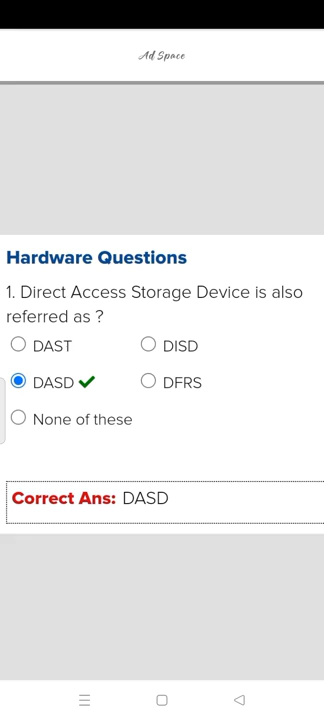 Ad Space
Hardware Questions
1. Direct Access Storage Device is also
referred as ?
DAST
DISD
DASD
DFRS
None of these
Correct Ans: DASD